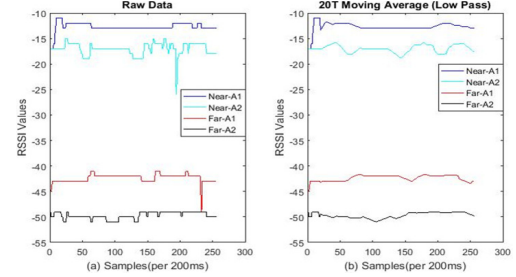 Raw Data
-10
-15
-20
-25
-30
-35
-40
-45
-50
-55
RSSI Values
Near-A1
Near-A2
Far-A1
Far-A2
0 50 100 150 200 250 300
(a) Samples(per 200ms)
20T Moving Average (Low Pass)
-10
-15
-20
-25
-30
-35
-40
-45
-50
-55
RSSI Values
Near-A1
Near-A2
Far-A1
Far-A2
0 50 100 150 200 250 300
(b) Samples(per 200ms)